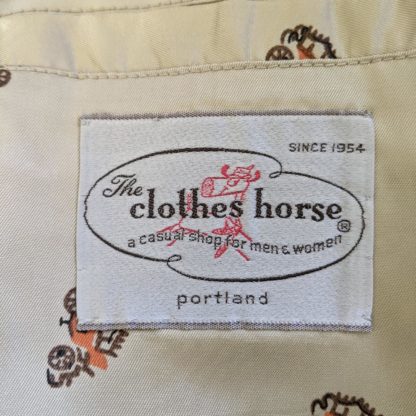 SINCE 1954
The
clothes horse®
a casual shop for men & women
portland